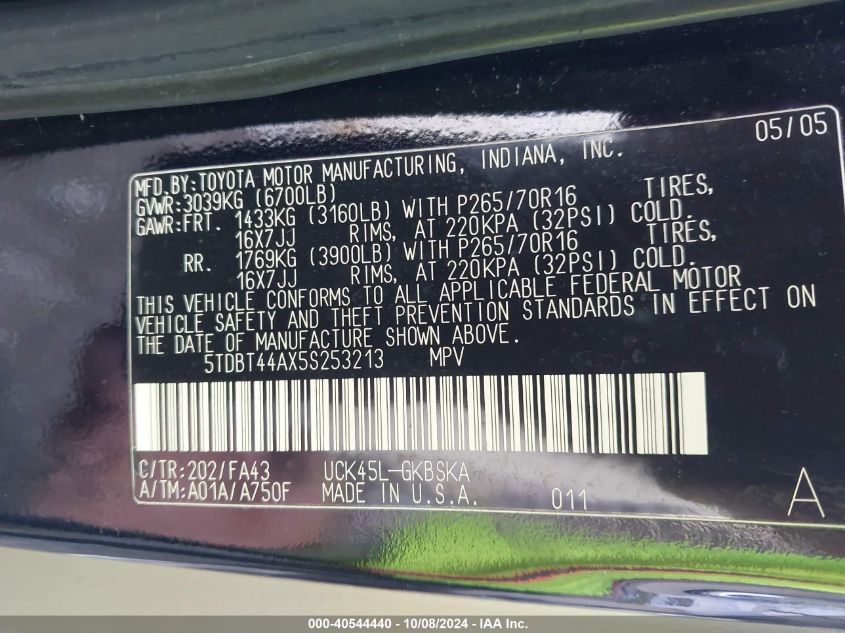 05/05
MFD.BY:TOYOTA MOTOR MANUFACTURING, INDIANA, INC.
GVWR:3039KG (6700LB)
GAWR:FRT. 1433KG (3160LB) WITH P265/70R16 TIRES,
16X7JJ RIMS, AT 220KPA (32PSI) COLD.
RR. 1769KG (3900LB) WITH P265/70R16 TIRES,
16X7JJ RIMS, AT 220KPA (32PSI) COLD.
THIS VEHICLE CONFORMS TO ALL APPLICABLE FEDERAL MOTOR
VEHICLE SAFETY AND THEFT PREVENTION STANDARDS IN EFFECT ON
THE DATE OF MANUFACTURE SHOWN ABOVE.
5TDBT44AX5S253213 MPV
C/TR:202/FA43 UCK45L-GKBSKA
A/TM:A01A/A750F MADE IN U.S.A. 011 A
000-40544440 - 10/08/2024 - IAA Inc.